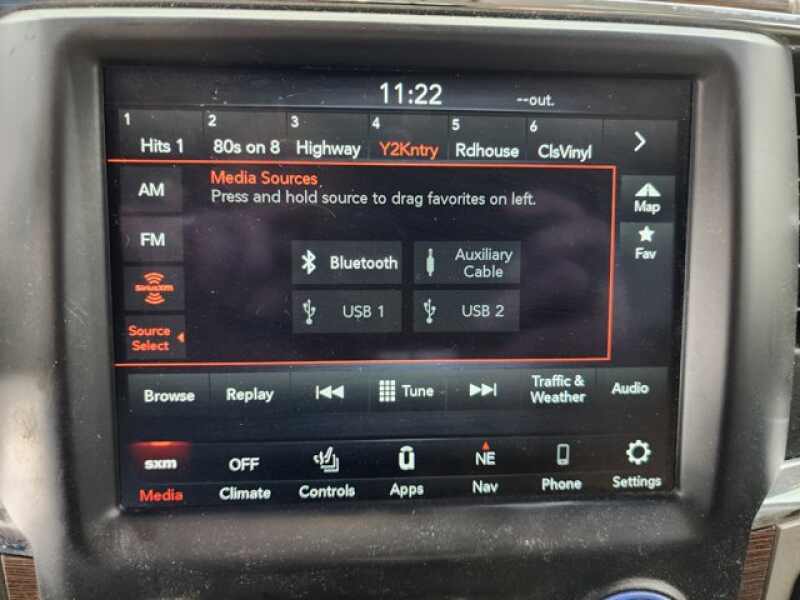 11:22 --out.
1 2 3 4 5 6
Hits 1 80s on 8 Highway Y2Kntry Rdhouse ClsVinyl
Media Sources
Press and hold source to drag favorites on left.
AM
FM
SiriusXM
Source
Select
Bluetooth
Auxiliary
Cable
USB 1 USB 2
Map
Fav
Browse Replay Tune Traffic &
Weather Audio
sxm OFF NE
Media Climate Controls Apps Nav Phone Settings